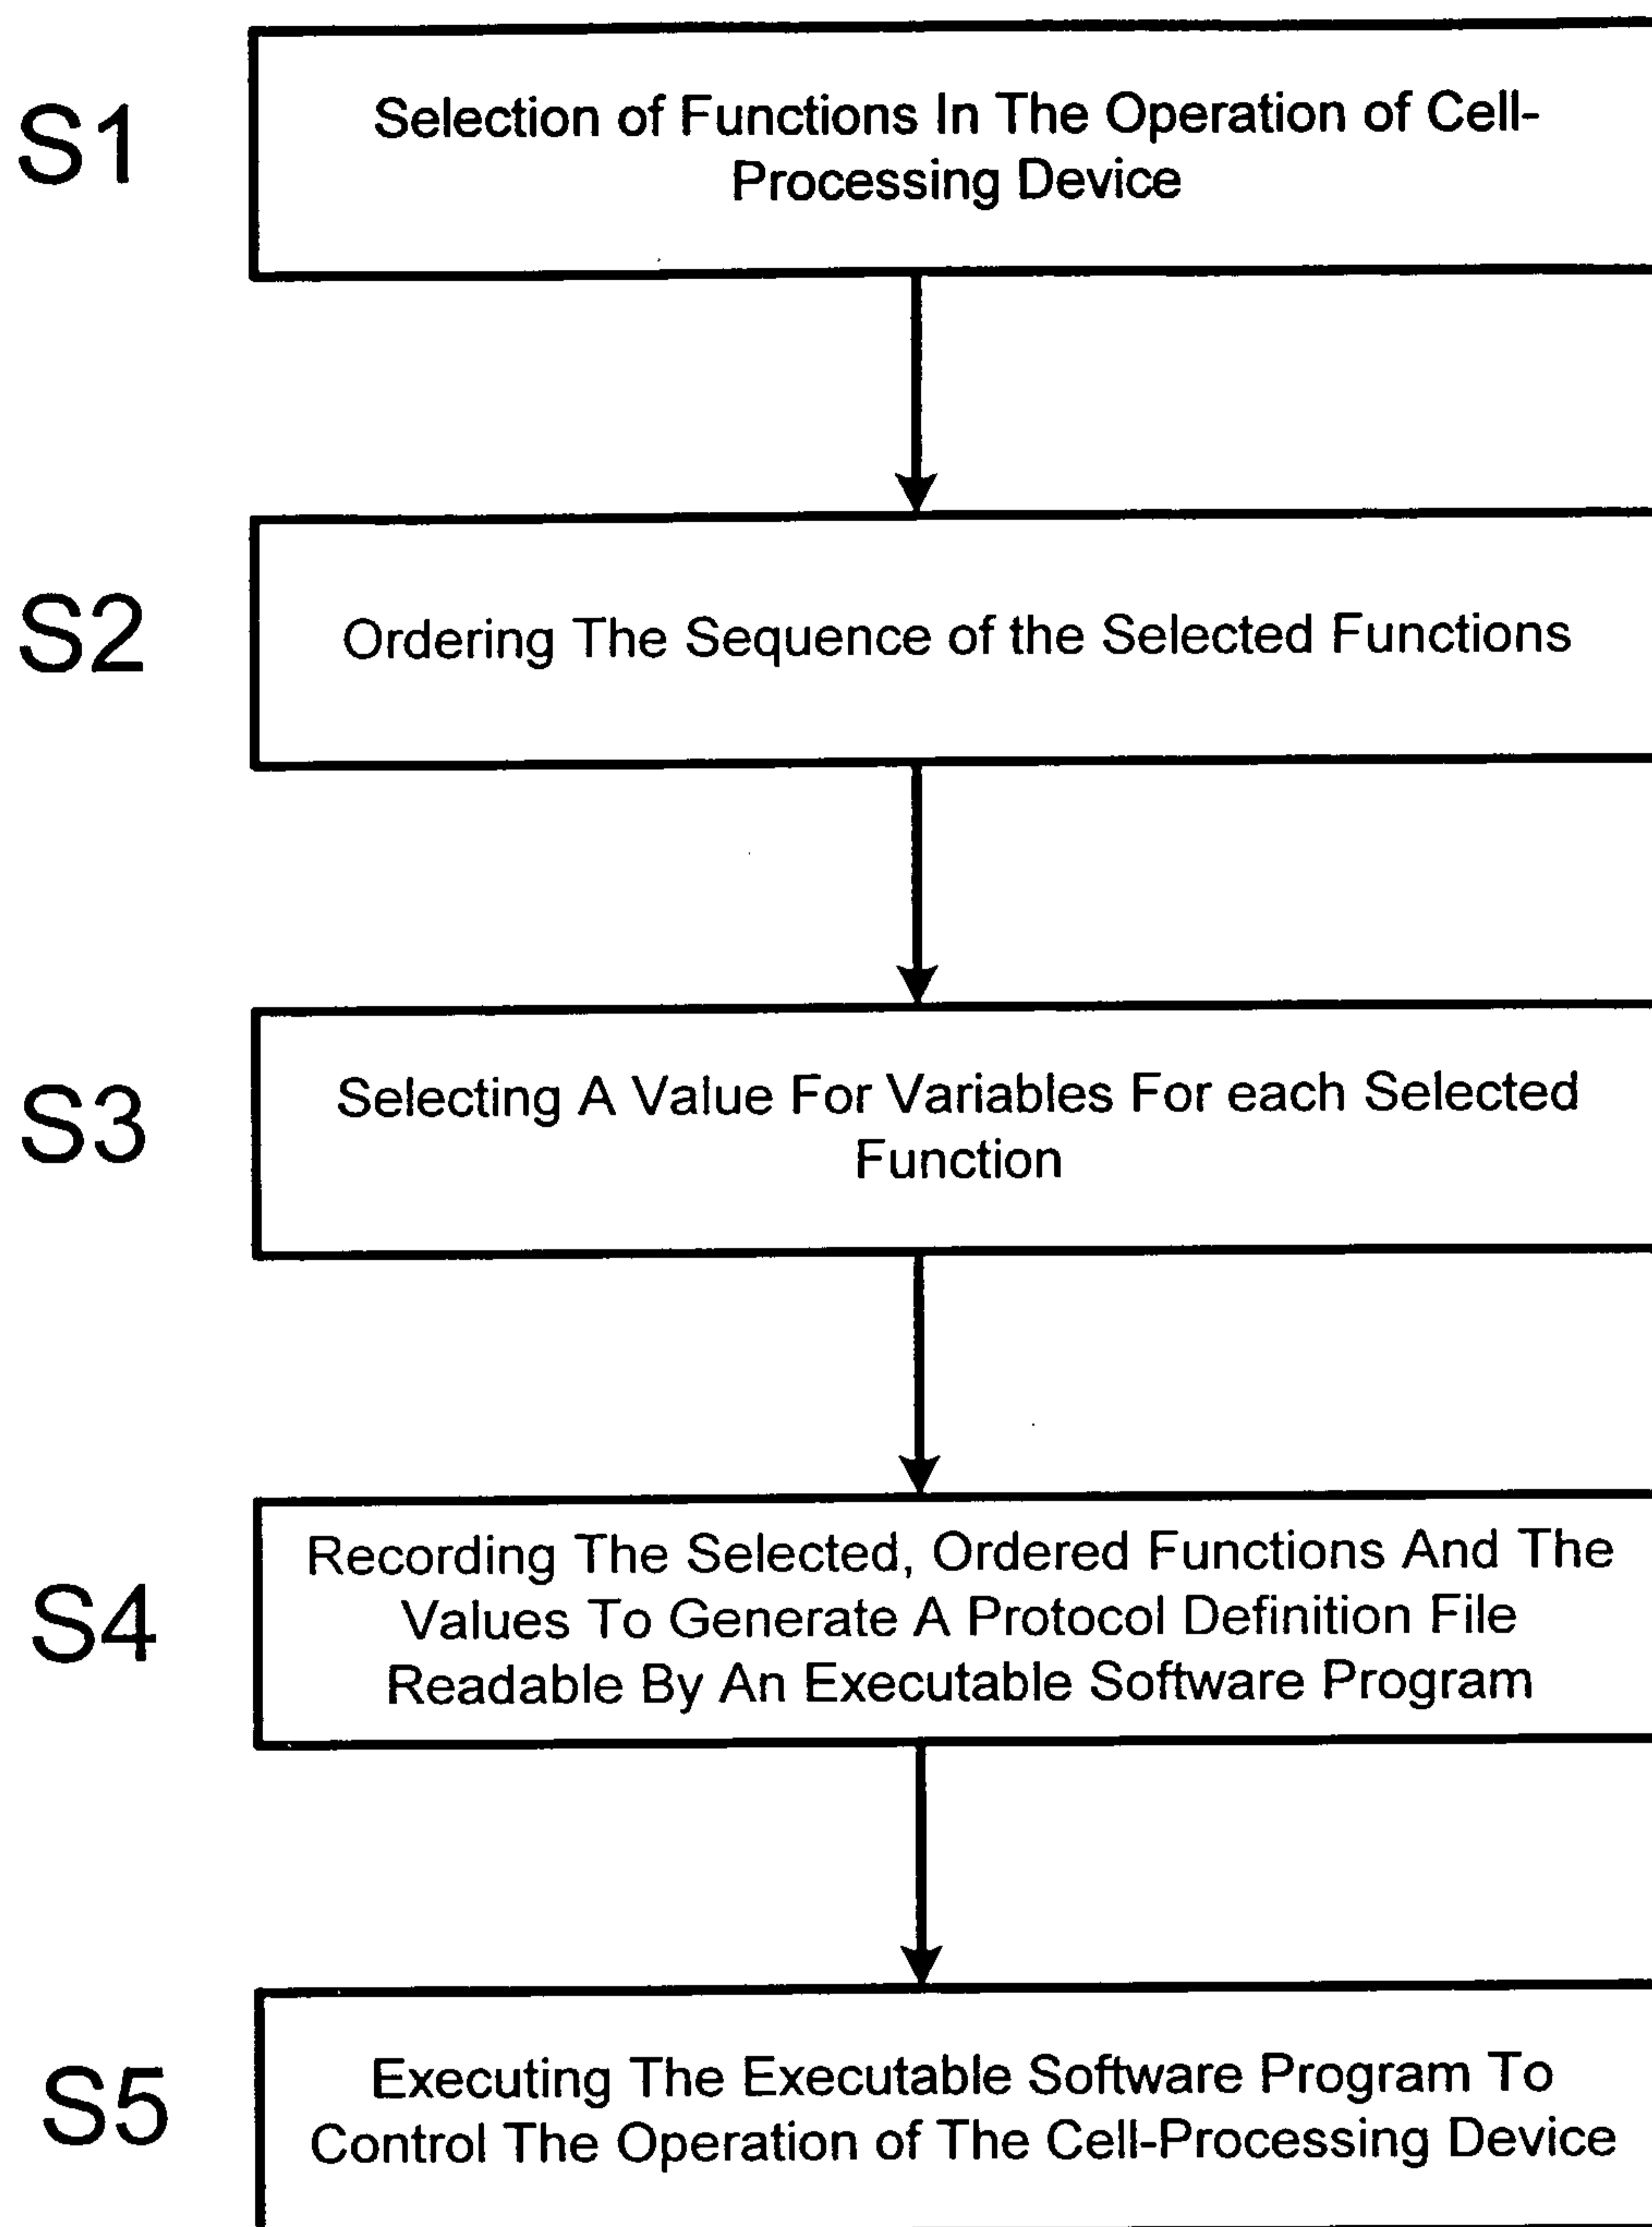 S1
Selection of Functions In The Operation of Cell-
Processing Device
S2
Ordering The Sequence of the Selected Functions
S3
Selecting A Value For Variables For each Selected
Function
S4
Recording The Selected, Ordered Functions And The
Values To Generate A Protocol Definition File
Readable By An Executable Software Program
S5
Executing The Executable Software Program To
Control The Operation of The Cell-Processing Device